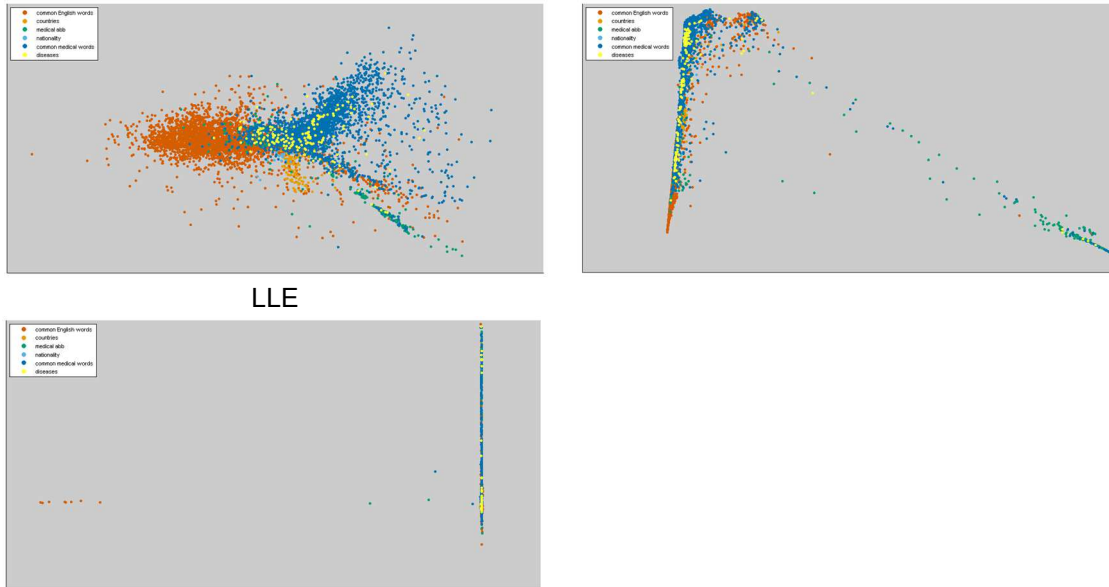 common English words
countries
medical abb
nationality
common medical words
diseases
common English words
countries
medical abb
nationality
common medical words
diseases
LLE
common English words
countries
medical abb
nationality
common medical words
diseases